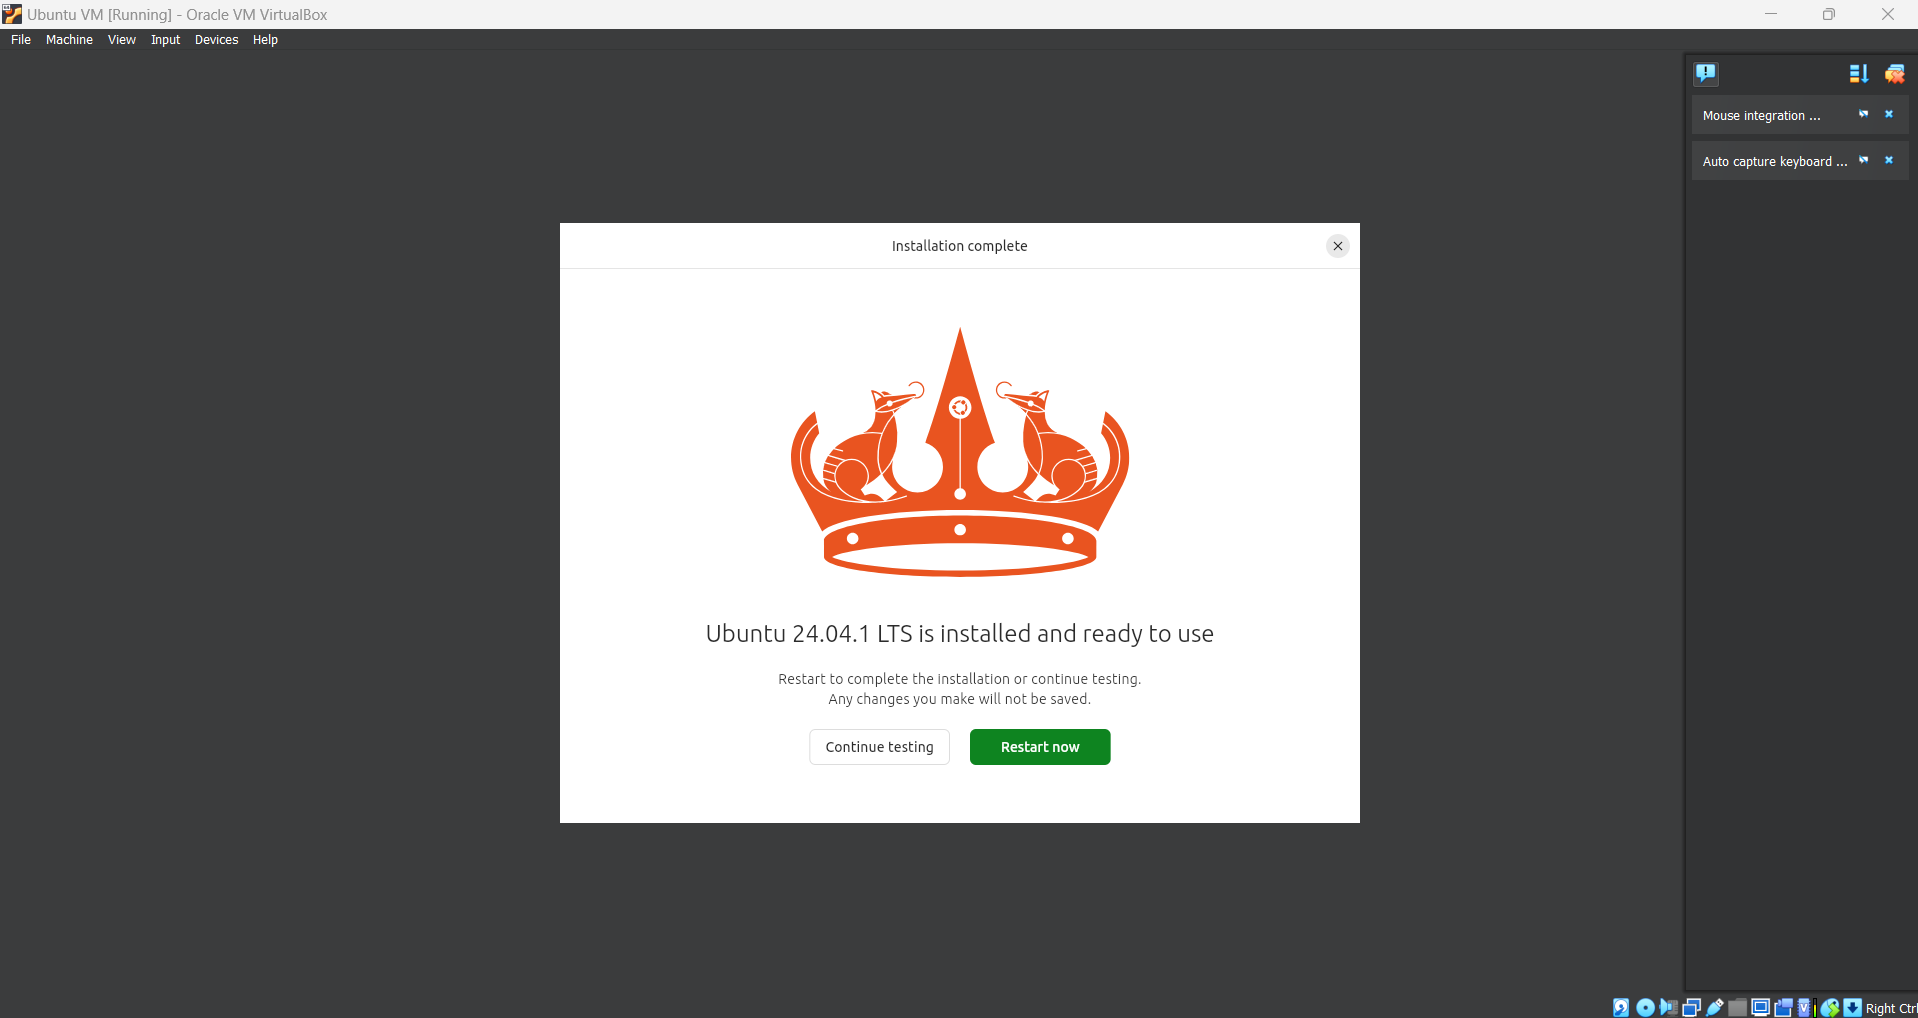 Ubuntu VM [Running] - Oracle VM VirtualBox
File Machine View Input Devices Help
Mouse integration ...
Auto capture keyboard ...
Installation complete
Ubuntu 24.04.1 LTS is installed and ready to use
Restart to complete the installation or continue testing.
Any changes you make will not be saved.
Continue testing Restart now
Right Ctrl